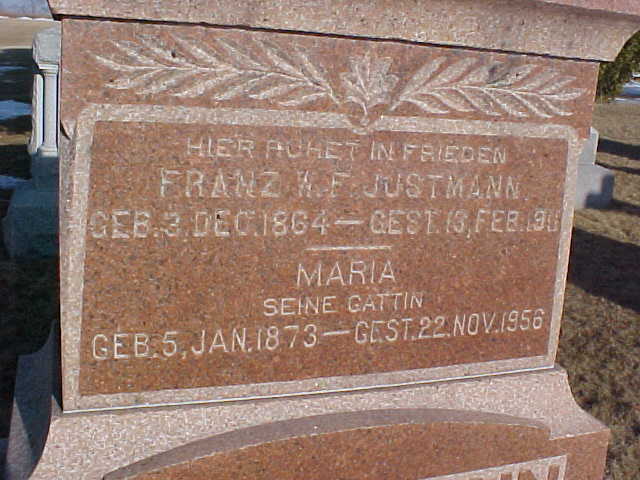 HIER RUHET IN FRIEDEN
FRANZ W. F. JUSTMANN
GEB. 3. DEC. 1864 — GEST. 13, FEB. 1911
MARIA
SEINE GATTIN
GEB. 5, JAN. 1873 — GEST. 22. NOV. 1956